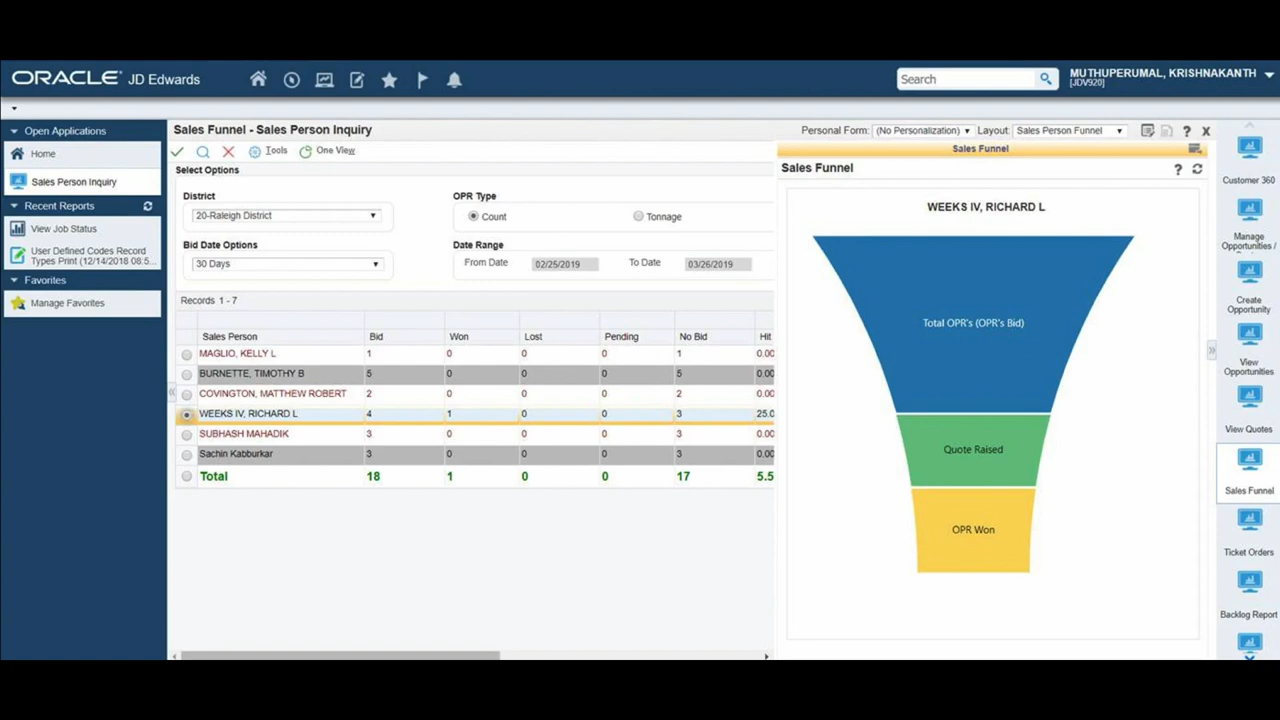 ORACLE JD Edwards
Search
MUTHUPERUMAL, KRISHNAKANTH
[JDV920]
Open Applications
Home
Sales Person Inquiry
Recent Reports
View Job Status
User Defined Codes Record
Types Print (12/14/2018 08:5...
Favorites
Manage Favorites
Sales Funnel - Sales Person Inquiry
Personal Form: (No Personalization) Layout: Sales Person Funnel
Tools One View
Select Options
District
20-Raleigh District
OPR Type
Count Tonnage
Bid Date Options
30 Days
Date Range
From Date 02/25/2019 To Date 03/26/2019
Records 1 - 7
Sales Person Bid Won Lost Pending No Bid Hit
MAGLIO, KELLY L 1 0 0 0 1 0.00
BURNETTE, TIMOTHY B 5 0 0 0 5 0.00
COVINGTON, MATTHEW ROBERT 2 0 0 0 2 0.00
WEEKS IV, RICHARD L 4 1 0 0 3 25.0
SUBHASH MAHADIK 3 0 0 0 3 0.00
Sachin Kabburkar 3 0 0 0 3 0.00
Total 18 1 0 0 17 5.5
Sales Funnel
Sales Funnel
WEEKS IV, RICHARD L
Total OPR's (OPR's Bid)
Quote Raised
OPR Won
Customer 360
Manage
Opportunities /
Create
Opportunity
View
Opportunities
View Quotes
Sales Funnel
Ticket Orders
Backlog Report